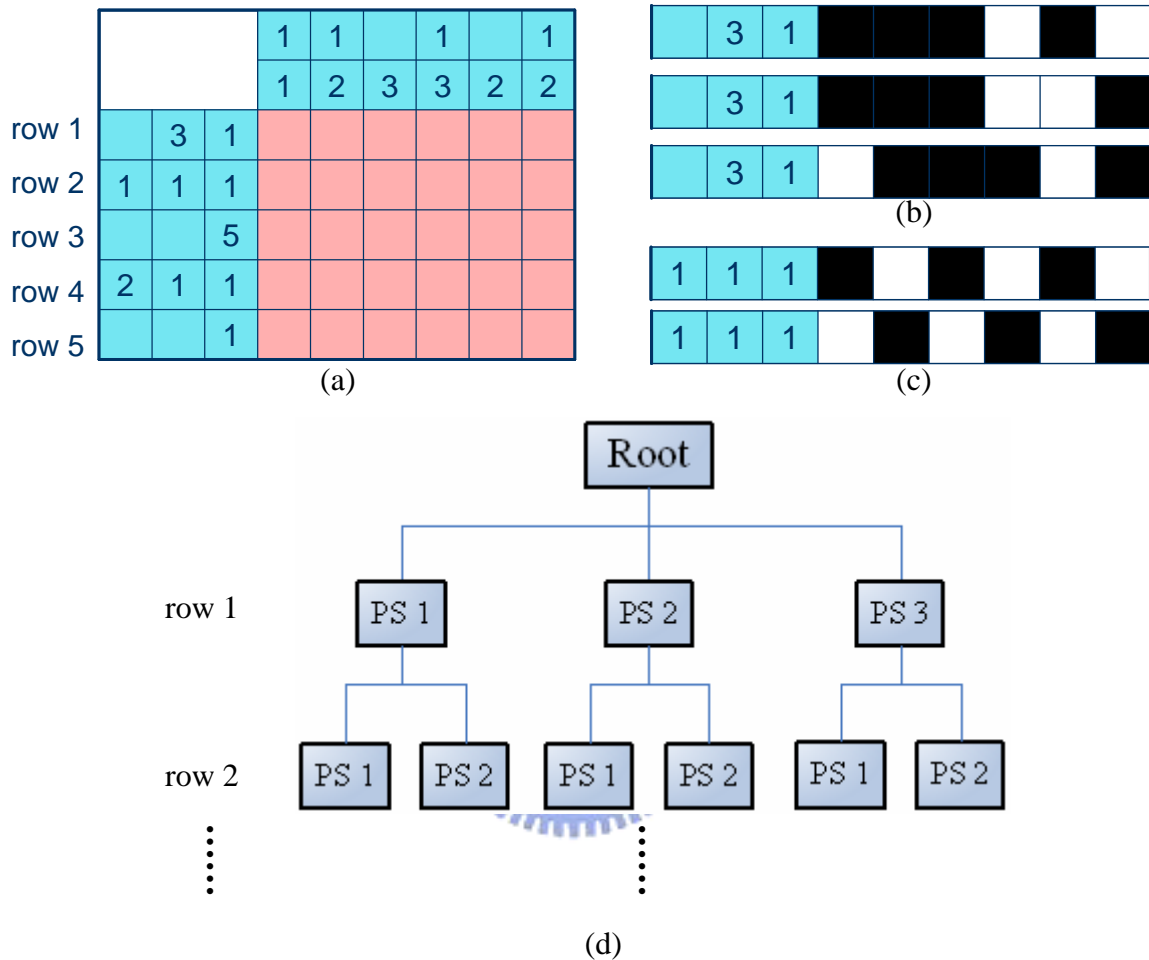 1 1 1 1
1 2 3 3 2 2
row 1 3 1
row 2 1 1 1
row 3 5
row 4 2 1 1
row 5 1
(a)
3 1
3 1
3 1
(b)
1 1 1
1 1 1
(c)
Root
row 1 PS 1 PS 2 PS 3
row 2 PS 1 PS 2 PS 1 PS 2 PS 1 PS 2
(d)